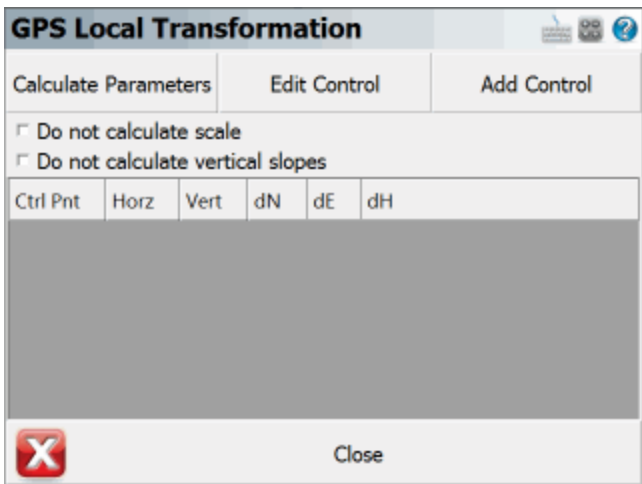 GPS Local Transformation
Calculate Parameters Edit Control Add Control
Do not calculate scale
Do not calculate vertical slopes
Ctrl Pnt Horz Vert dN dE dH
Close